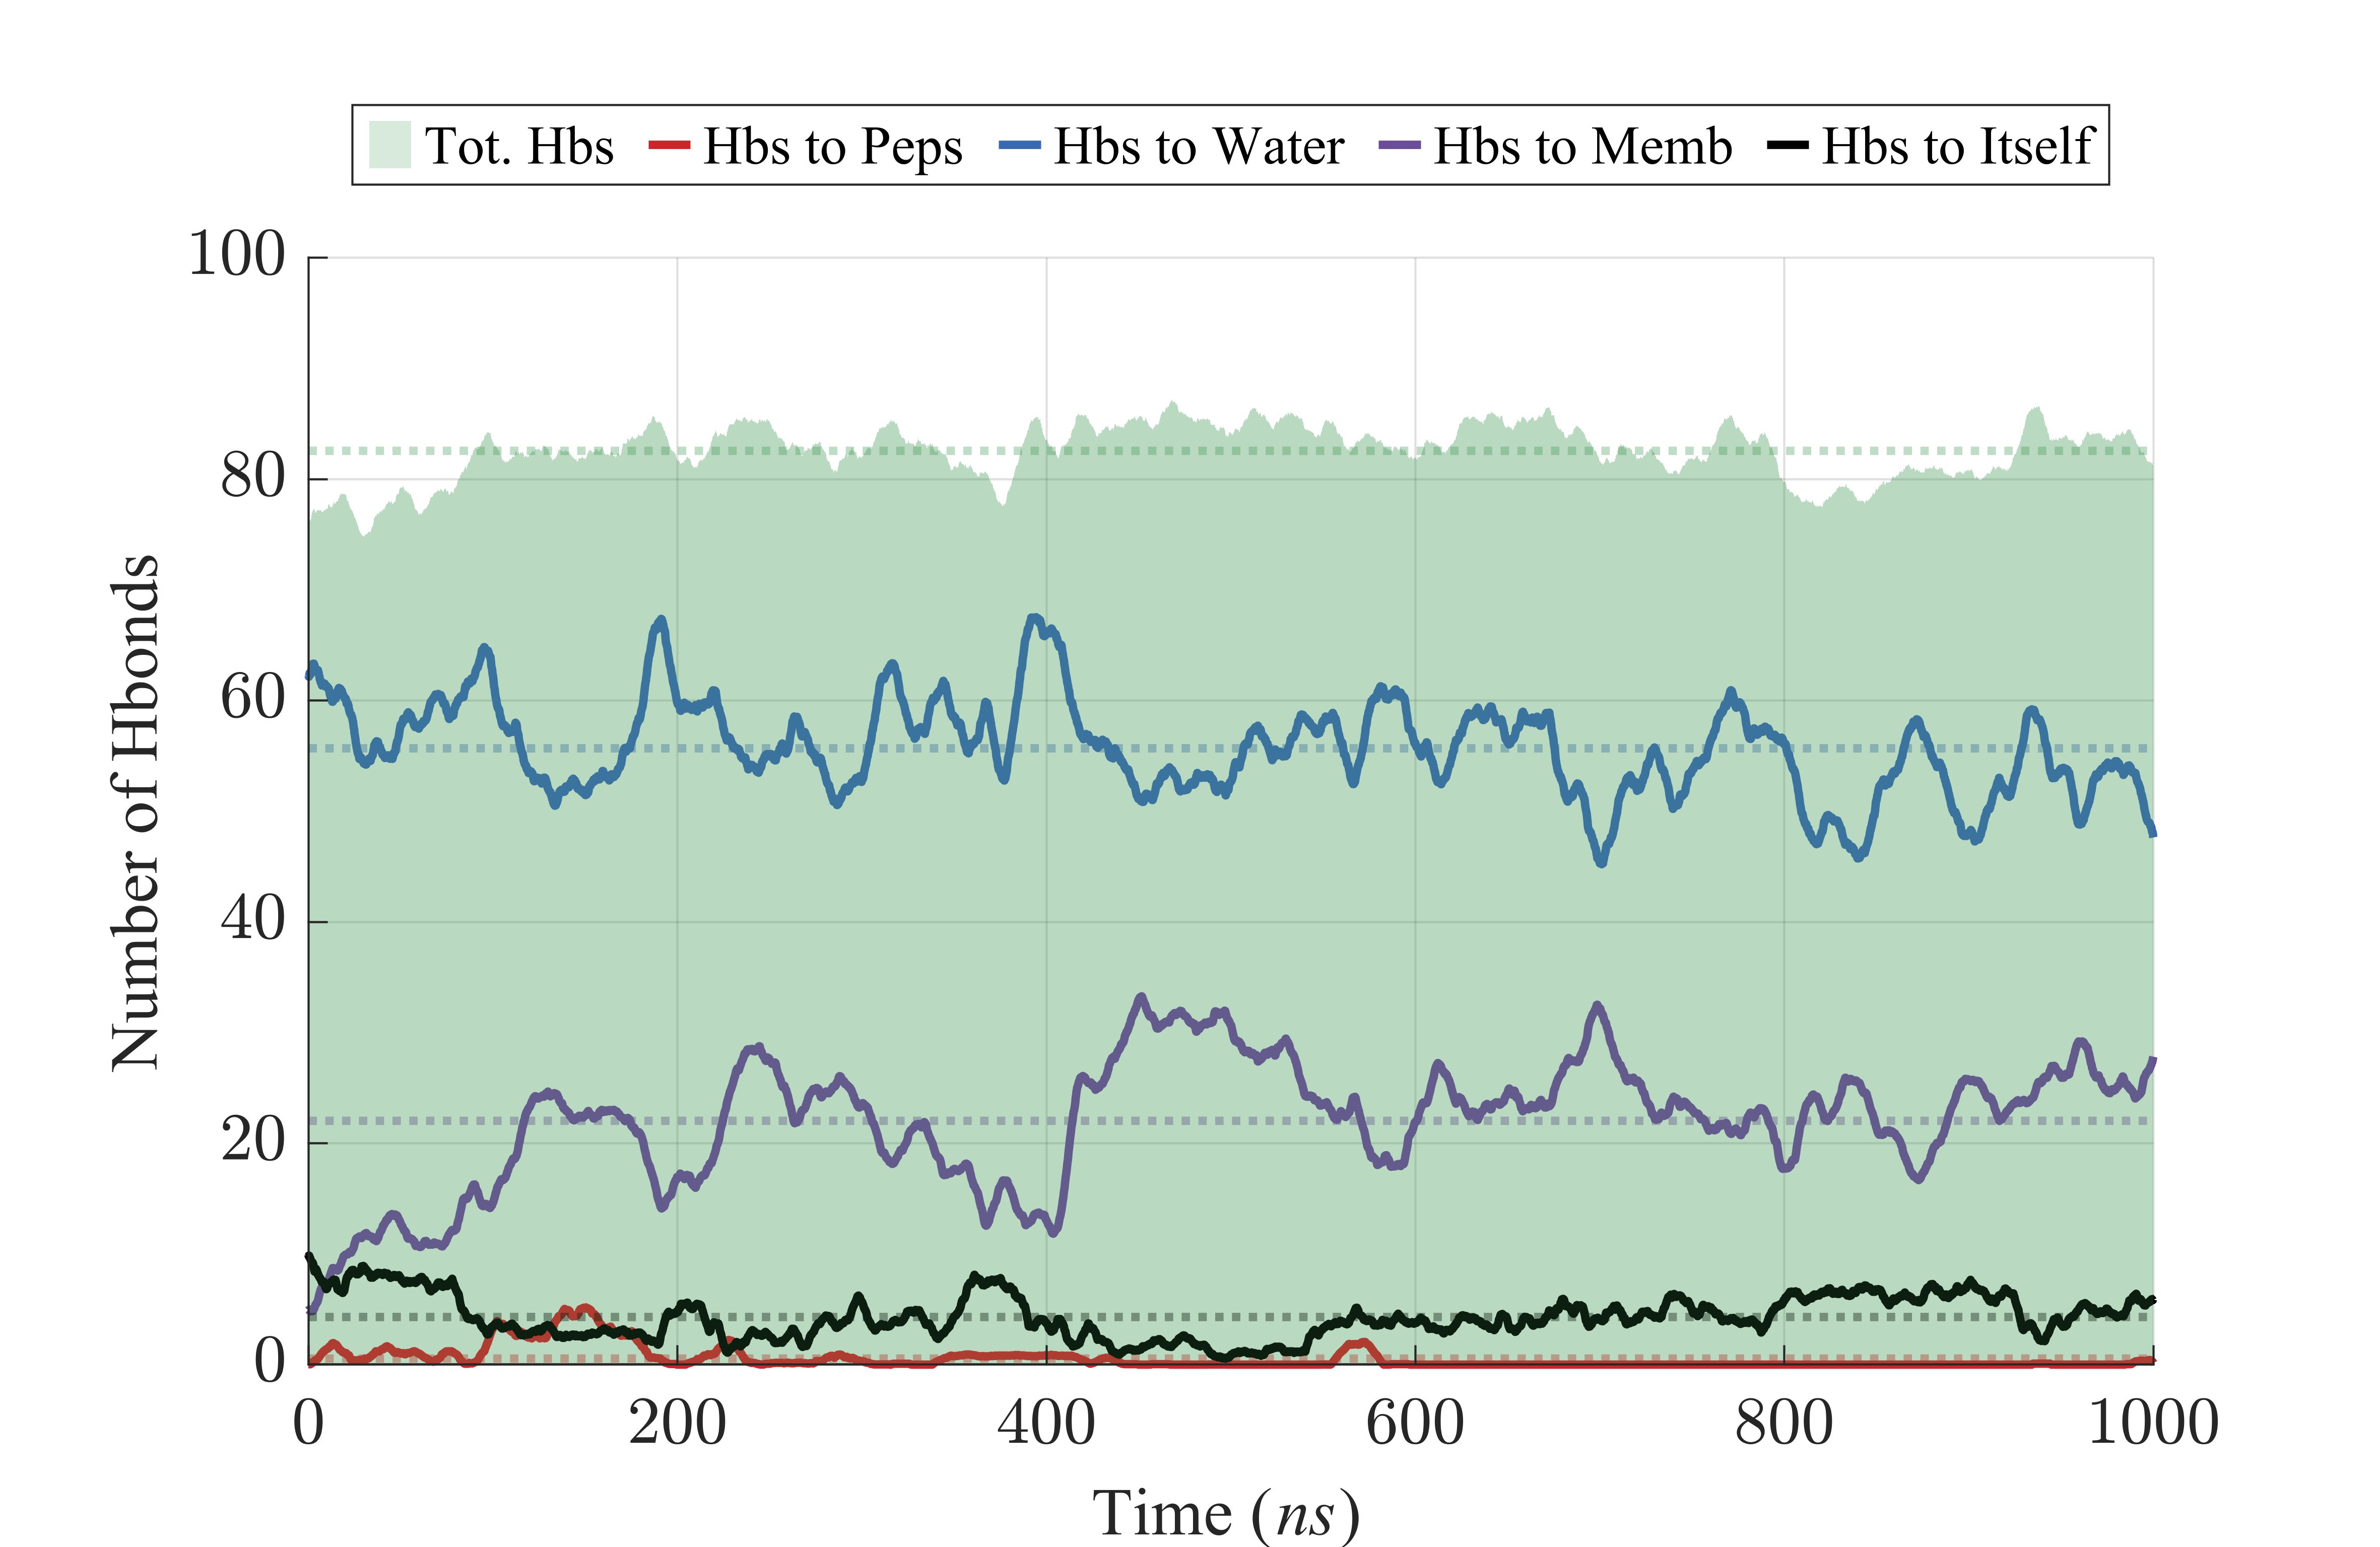 Tot. Hbs Hbs to Peps Hbs to Water Hbs to Memb Hbs to Itself
100
80
60
40
20
0
Number of Hbonds
0 200 400 600 800 1000
Time (ns)